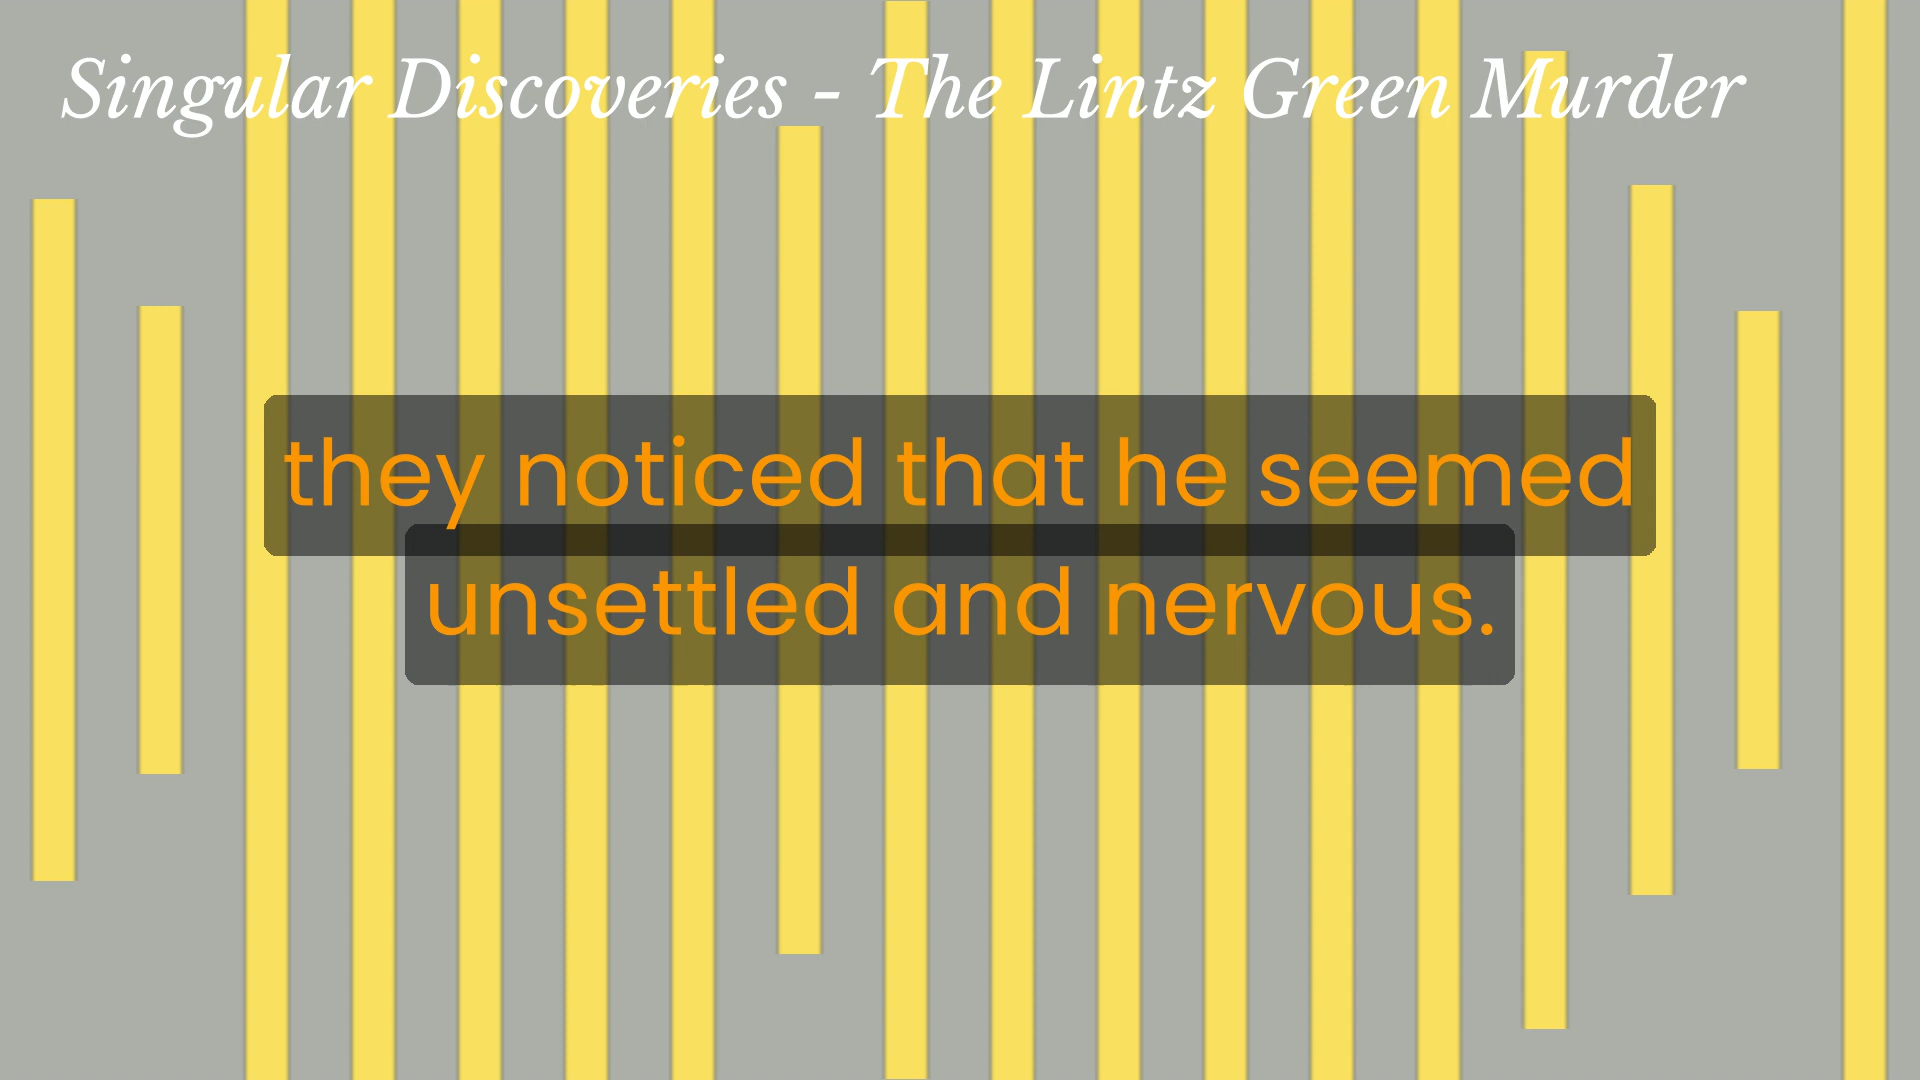 Singular Discoveries - The Lintz Green Murder
they noticed that he seemed
unsettled and nervous.